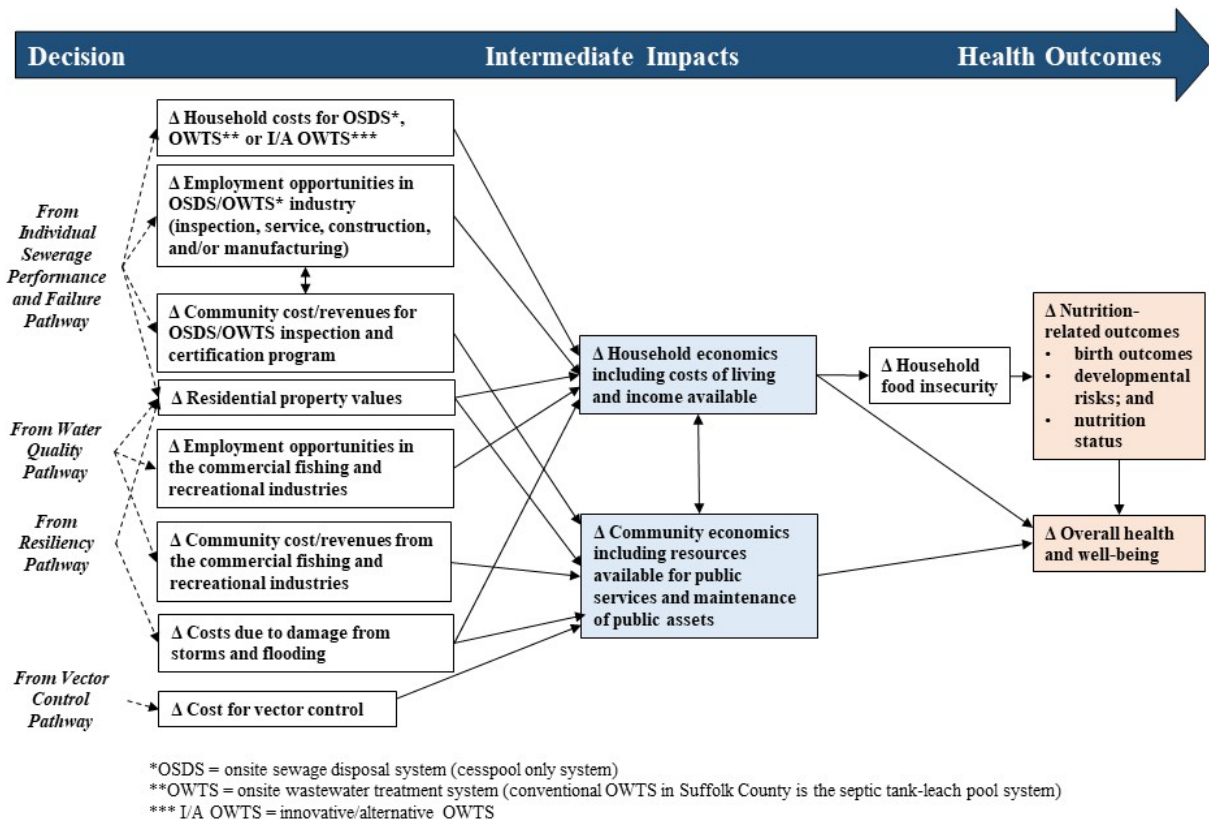 Decision
Intermediate Impacts
Health Outcomes
From
Individual
Sewerage
Performance
and Failure
Pathway
From Water
Quality
Pathway
From
Resiliency
Pathway
From Vector
Control
Pathway
Δ Household costs for OSDS*,
OWTS** or I/A OWTS***
Δ Employment opportunities in
OSDS/OWTS* industry
(inspection, service, construction,
and/or manufacturing)
Δ Community cost/revenues for
OSDS/OWTS inspection and
certification program
Δ Residential property values
Δ Employment opportunities in
the commercial fishing and
recreational industries
Δ Community cost/revenues from
the commercial fishing and
recreational industries
Δ Costs due to damage from
storms and flooding
Δ Cost for vector control
Δ Household economics
including costs of living
and income available
Δ Community economics
including resources
available for public
services and maintenance
of public assets
Δ Household
food insecurity
Δ Nutrition-
related outcomes
• birth outcomes
• developmental
risks; and
• nutrition
status
Δ Overall health
and well-being
*OSDS = onsite sewage disposal system (cesspool only system)
**OWTS = onsite wastewater treatment system (conventional OWTS in Suffolk County is the septic tank-leach pool system)
*** I/A OWTS = innovative/alternative OWTS